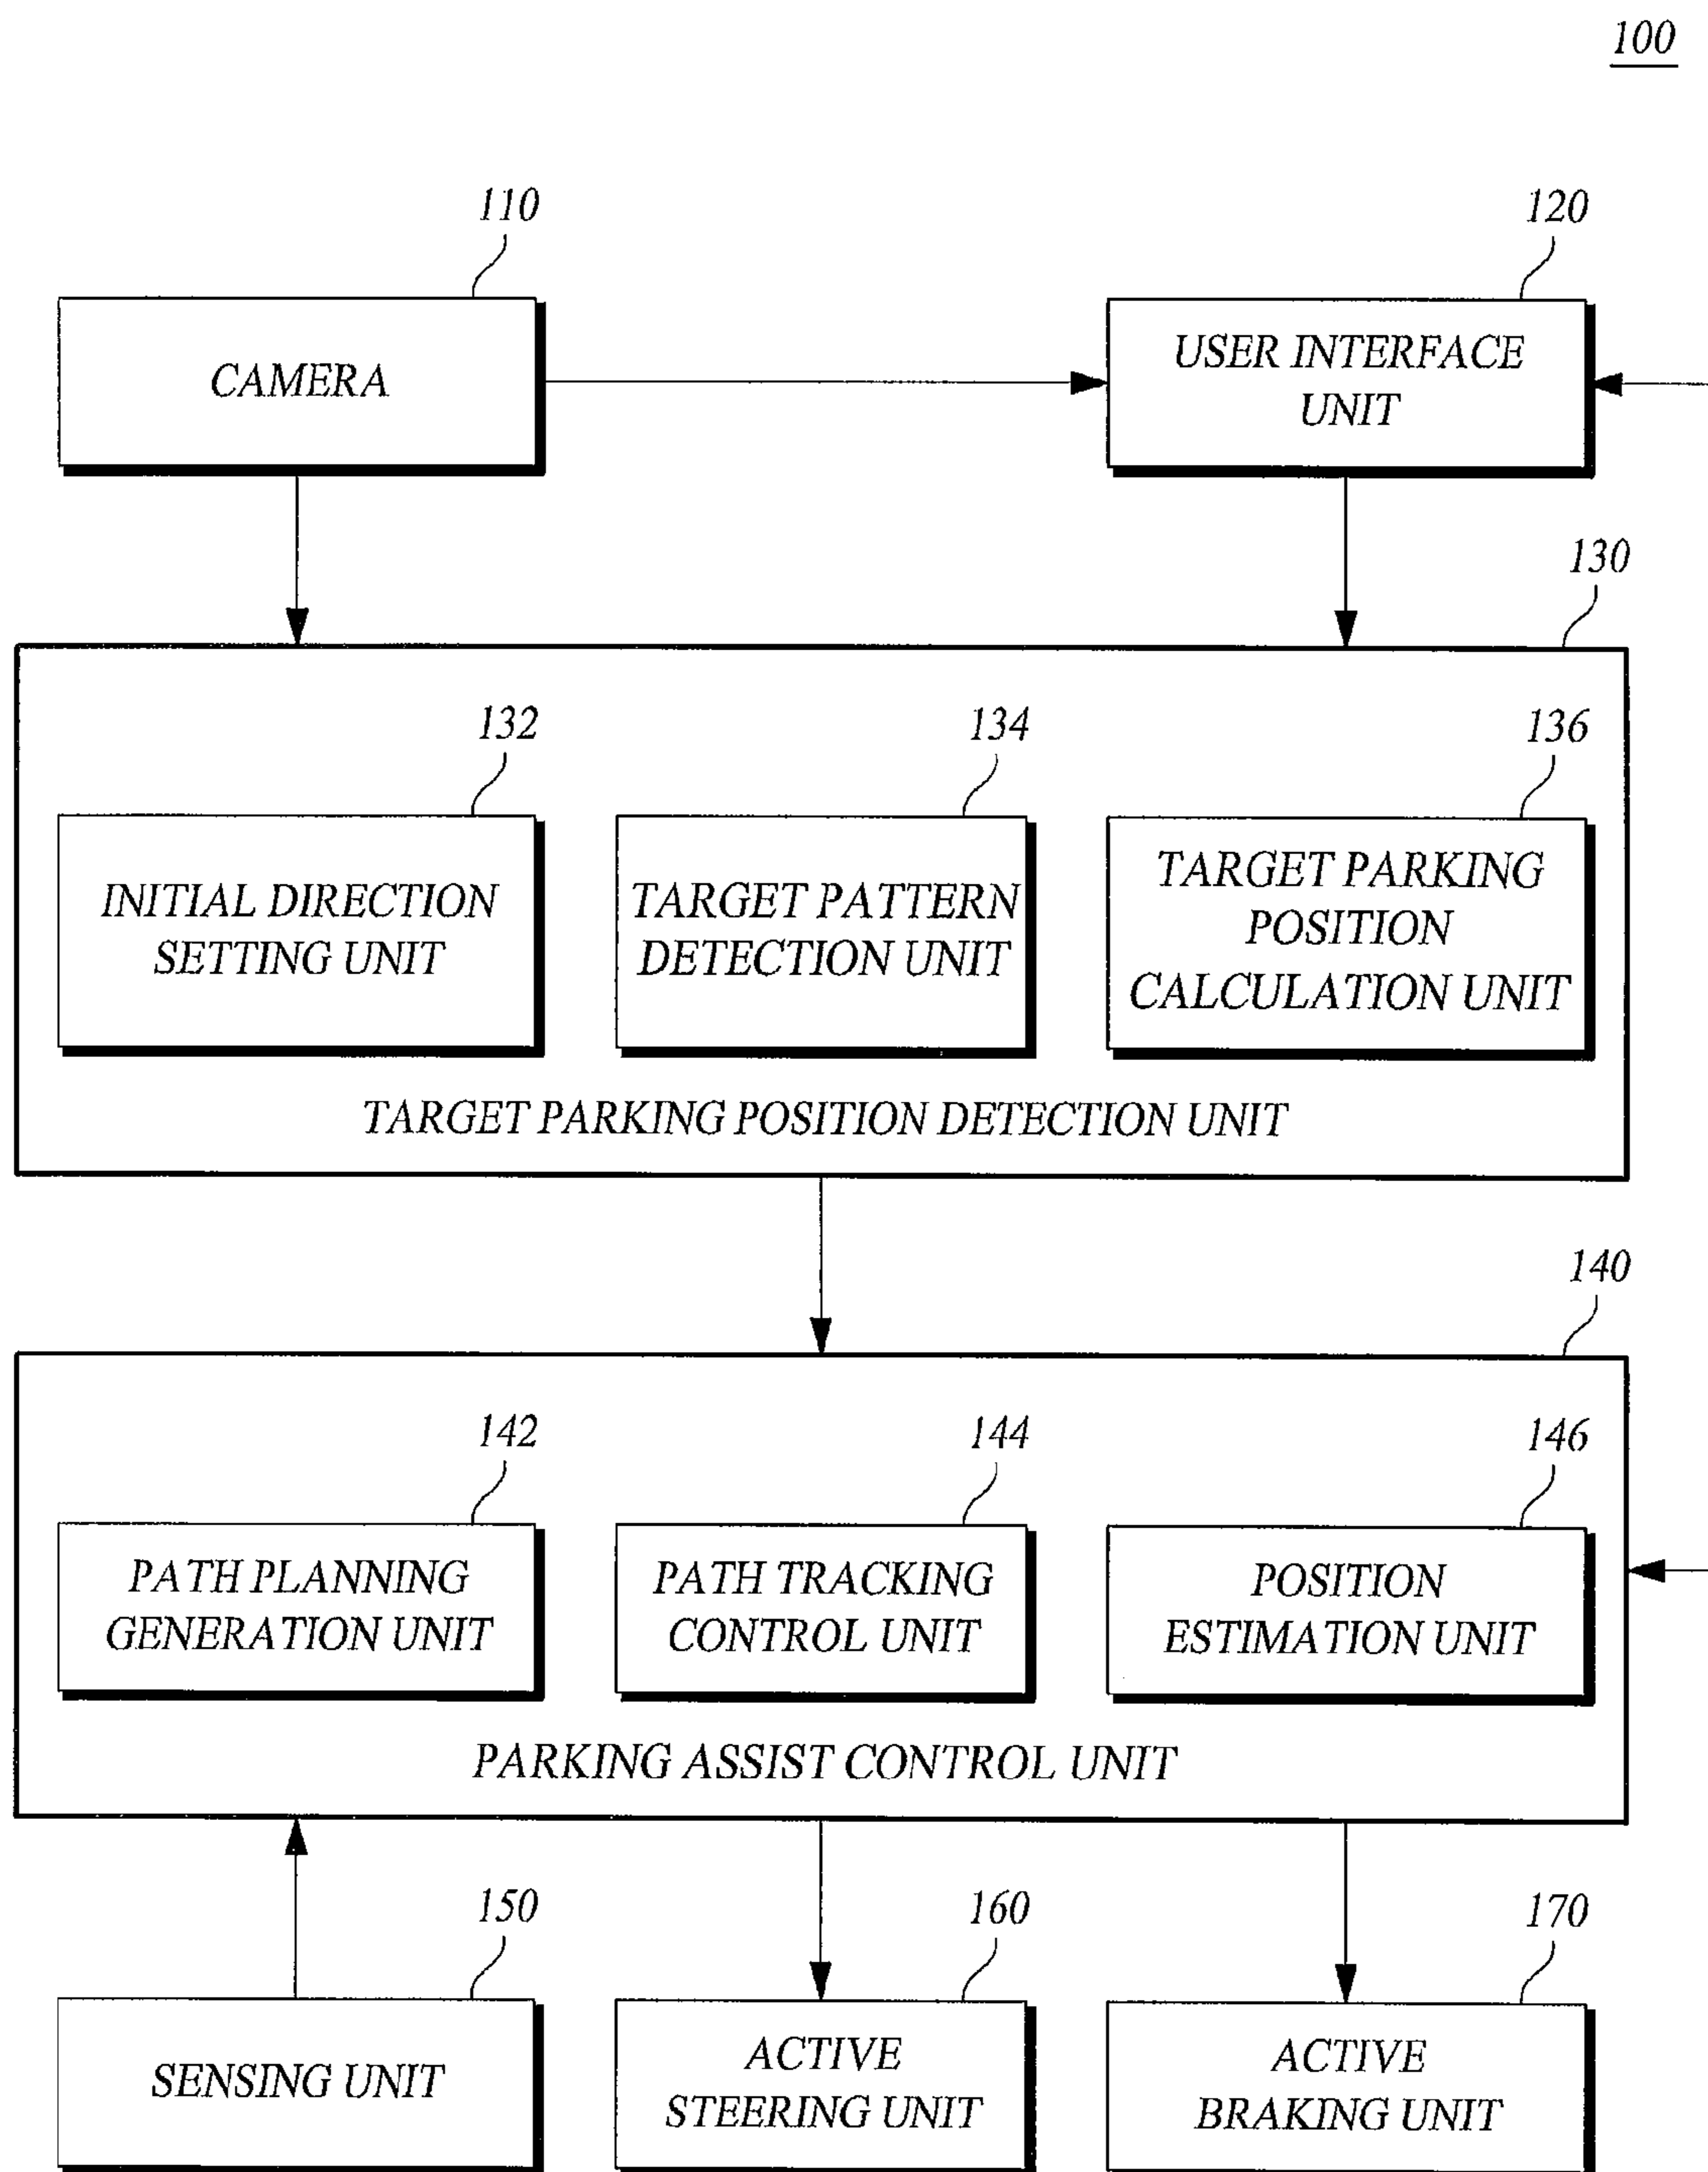 100
110
120
CAMERA
USER INTERFACE
UNIT
130
132
134
136
INITIAL DIRECTION
SETTING UNIT
TARGET PATTERN
DETECTION UNIT
TARGET PARKING
POSITION
CALCULATION UNIT
TARGET PARKING POSITION DETECTION UNIT
140
142
144
146
PATH PLANNING
GENERATION UNIT
PATH TRACKING
CONTROL UNIT
POSITION
ESTIMATION UNIT
PARKING ASSIST CONTROL UNIT
150
160
170
SENSING UNIT
ACTIVE
STEERING UNIT
ACTIVE
BRAKING UNIT